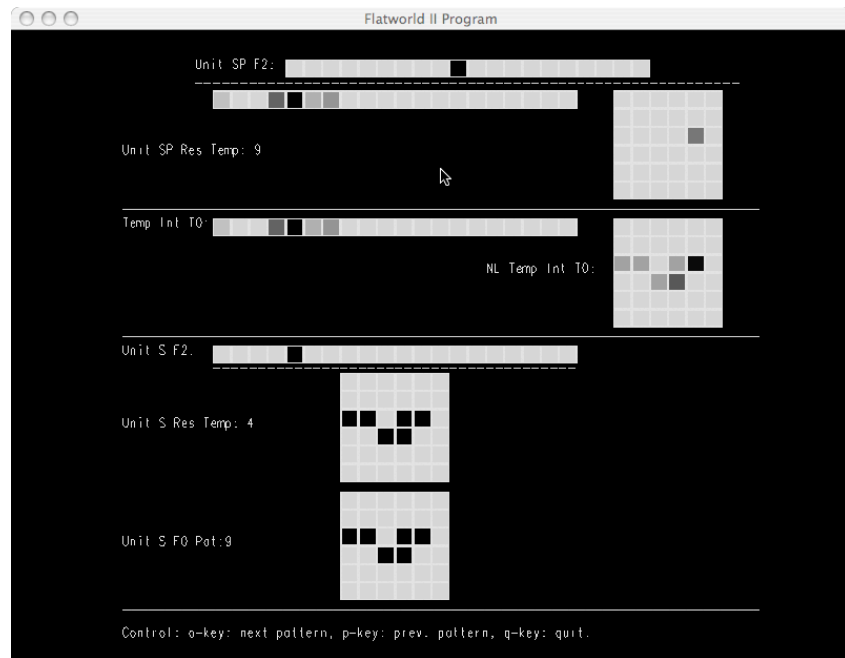 Flatworld II Program
Unit SP F2:
Unit SP Res Temp: 9
Temp Int T0:
NL Temp Int T0:
Unit S F2.
Unit S Res Temp: 4
Unit S F0 Pat:9
Control: o-key: next pattern, p-key: prev. pattern, q-key: quit.